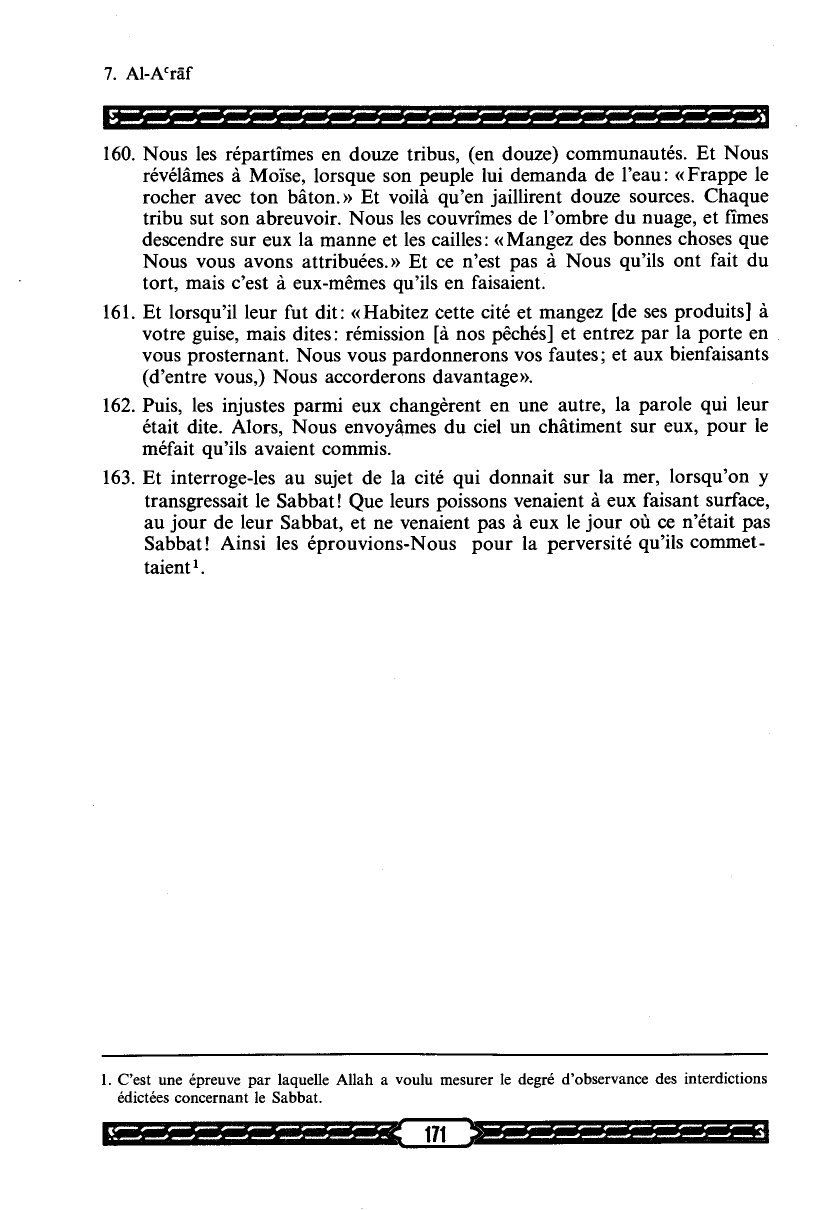 7. Al-Aᶜrāf
160. Nous les répartîmes en douze tribus, (en douze) communautés. Et Nous
révélâmes à Moïse, lorsque son peuple lui demanda de l'eau: «Frappe le
rocher avec ton bâton.» Et voilà qu'en jaillirent douze sources. Chaque
tribu sut son abreuvoir. Nous les couvrîmes de l'ombre du nuage, et fîmes
descendre sur eux la manne et les cailles: «Mangez des bonnes choses que
Nous vous avons attribuées.» Et ce n'est pas à Nous qu'ils ont fait du
tort, mais c'est à eux-mêmes qu'ils en faisaient.
161. Et lorsqu'il leur fut dit: «Habitez cette cité et mangez [de ses produits] à
votre guise, mais dites: rémission [à nos pêchés] et entrez par la porte en
vous prosternant. Nous vous pardonnerons vos fautes; et aux bienfaisants
(d'entre vous,) Nous accorderons davantage».
162. Puis, les injustes parmi eux changèrent en une autre, la parole qui leur
était dite. Alors, Nous envoyâmes du ciel un châtiment sur eux, pour le
méfait qu'ils avaient commis.
163. Et interroge-les au sujet de la cité qui donnait sur la mer, lorsqu'on y
transgressait le Sabbat! Que leurs poissons venaient à eux faisant surface,
au jour de leur Sabbat, et ne venaient pas à eux le jour où ce n'était pas
Sabbat! Ainsi les éprouvions-Nous pour la perversité qu'ils commet-
taient¹.
1. C'est une épreuve par laquelle Allah a voulu mesurer le degré d'observance des interdictions
édictées concernant le Sabbat.
171